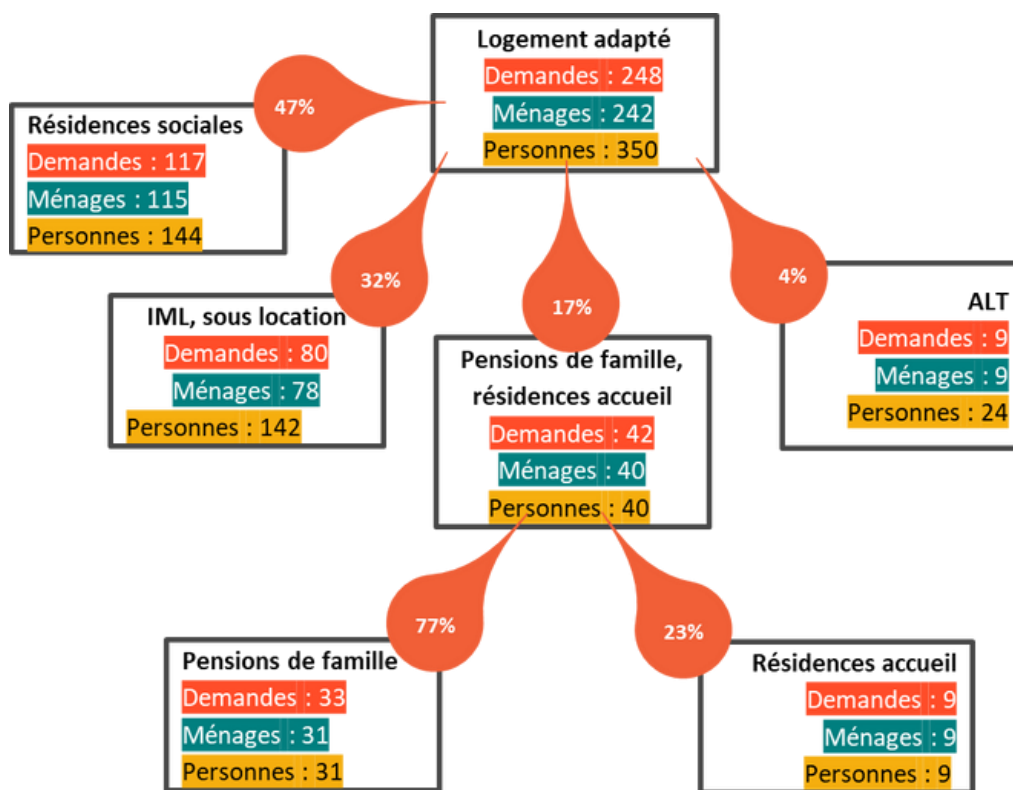 Logement adapté
Demandes : 248
Ménages : 242
Personnes : 350
47%
Résidences sociales
Demandes : 117
Ménages : 115
Personnes : 144
32%
IML, sous location
Demandes : 80
Ménages : 78
Personnes : 142
17%
Pensions de famille,
résidences accueil
Demandes : 42
Ménages : 40
Personnes : 40
4%
ALT
Demandes : 9
Ménages : 9
Personnes : 24
77%
Pensions de famille
Demandes : 33
Ménages : 31
Personnes : 31
23%
Résidences accueil
Demandes : 9
Ménages : 9
Personnes : 9